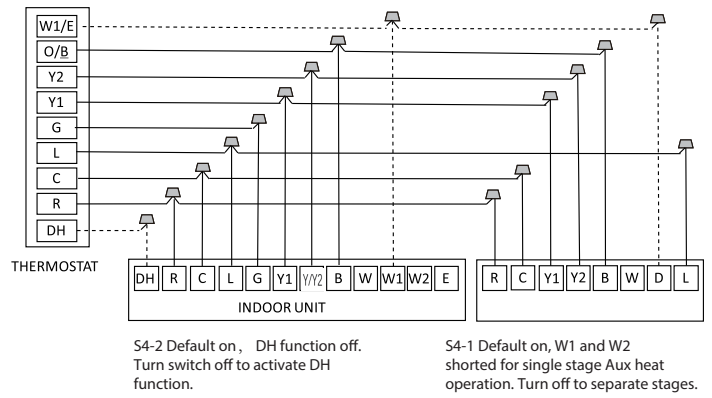 W1/E
O/B
Y2
Y1
G
L
C
R
DH
THERMOSTAT
DH R C L G Y1 Y/Y2 B W W1 W2 E
INDOOR UNIT
R C Y1 Y2 B W D L
S4-2 Default on， DH function off.
Turn switch off to activate DH
function.
S4-1 Default on, W1 and W2
shorted for single stage Aux heat
operation. Turn off to separate stages.